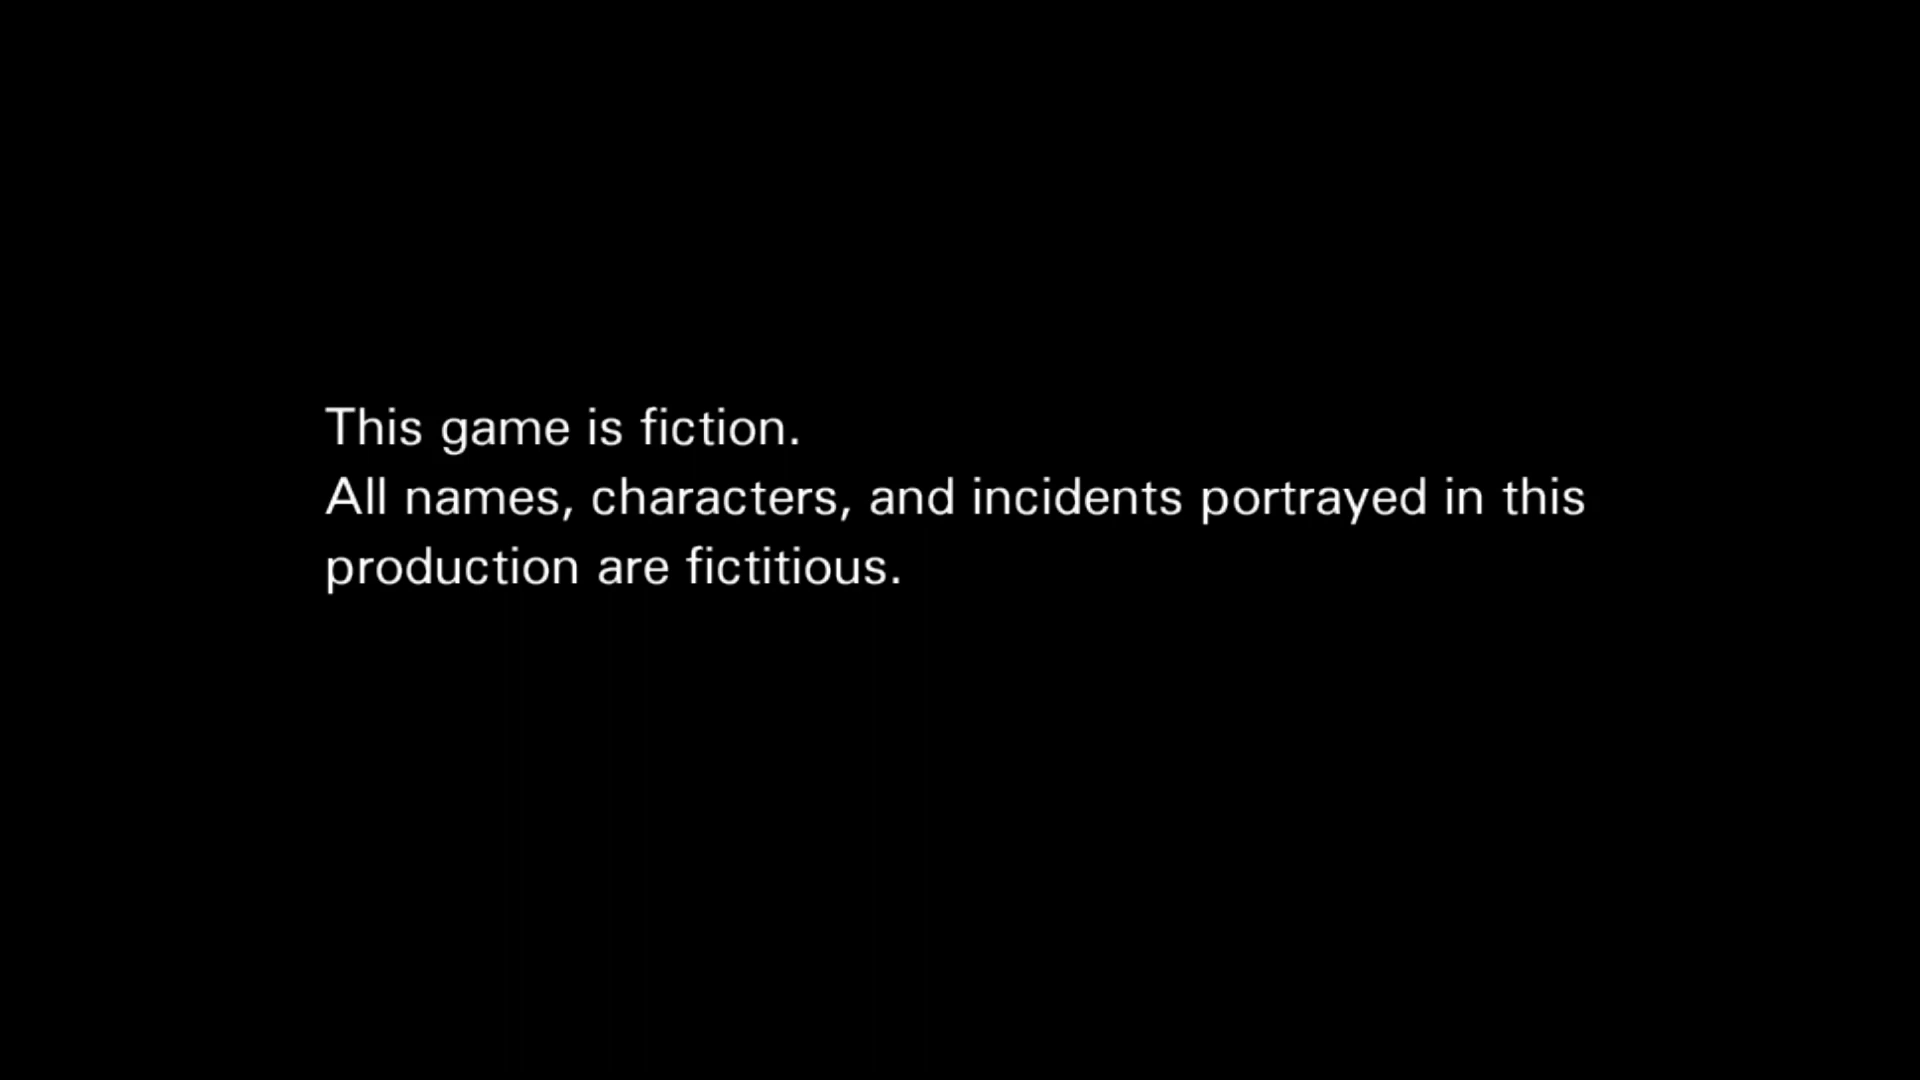 This game is fiction.
All names, characters, and incidents portrayed in this
production are fictitious.